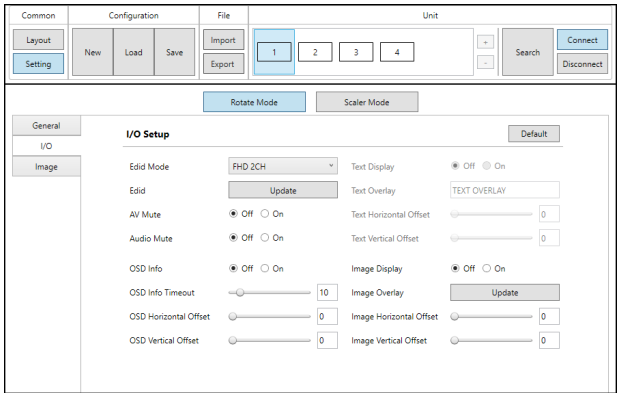 Common Configuration File Unit
Layout New Load Save Import 1 2 3 4 + Search Connect
Setting Export - Disconnect
Rotate Mode Scaler Mode
General
I/O
Image
I/O Setup Default
Edid Mode FHD 2CH Text Display Off On
Edid Update Text Overlay TEXT OVERLAY
AV Mute Off On Text Horizontal Offset 0
Audio Mute Off On Text Vertical Offset 0
OSD Info Off On Image Display Off On
OSD Info Timeout 10 Image Overlay Update
OSD Horizontal Offset 0 Image Horizontal Offset 0
OSD Vertical Offset 0 Image Vertical Offset 0